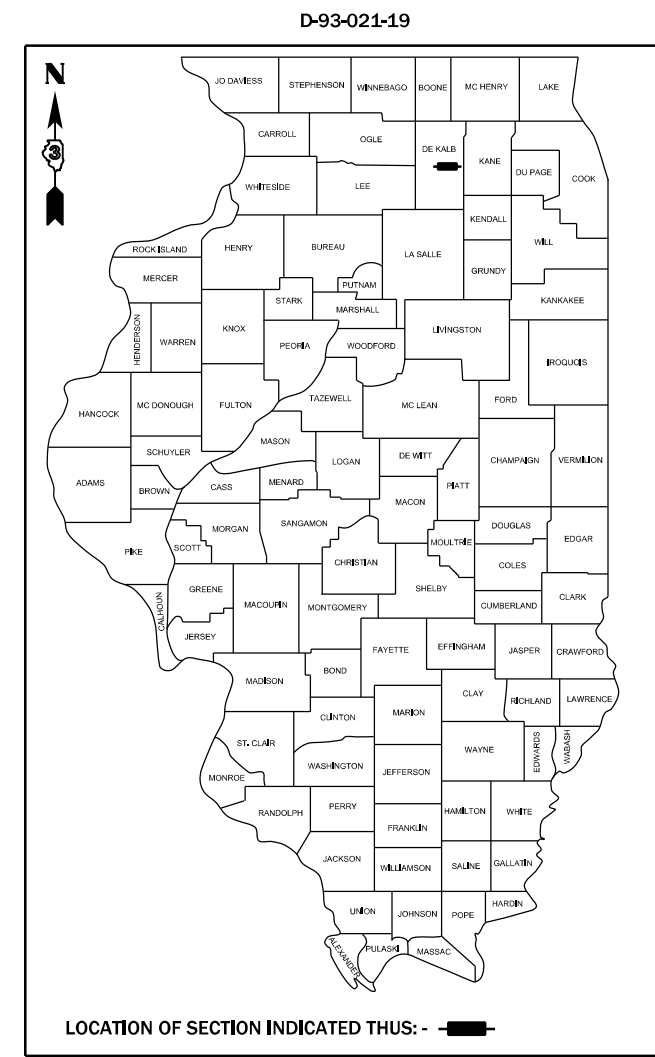 D-93-021-19
N
3
JO DAVIESS STEPHENSON WINNEBAGO BOONE MC HENRY LAKE
CARROLL OGLE DE KALB KANE DU PAGE COOK
WHITESIDE LEE
KENDALL
ROCK ISLAND HENRY BUREAU LA SALLE WILL
MERCER PUTNAM GRUNDY
STARK MARSHALL KANKAKEE
HENDERSON WARREN KNOX PEORIA WOODFORD LIVINGSTON
IROQUOIS
HANCOCK MC DONOUGH FULTON TAZEWELL MC LEAN FORD
MASON
SCHUYLER LOGAN DE WITT CHAMPAIGN VERMILION
ADAMS BROWN CASS MENARD PIATT
MACON
MORGAN SANGAMON DOUGLAS
PIKE SCOTT CHRISTIAN MOULTRIE EDGAR
COLES
CALHOUN GREENE MACOUPIN MONTGOMERY SHELBY CLARK
CUMBERLAND
JERSEY FAYETTE EFFINGHAM JASPER CRAWFORD
MADISON BOND
CLAY RICHLAND LAWRENCE
CLINTON MARION
ST. CLAIR WAYNE EDWARDS WABASH
WASHINGTON JEFFERSON
MONROE
RANDOLPH PERRY HAMILTON WHITE
FRANKLIN
JACKSON WILLIAMSON SALINE GALLATIN
HARDIN
UNION JOHNSON POPE
ALEXANDER PULASKI MASSAC
LOCATION OF SECTION INDICATED THUS: -